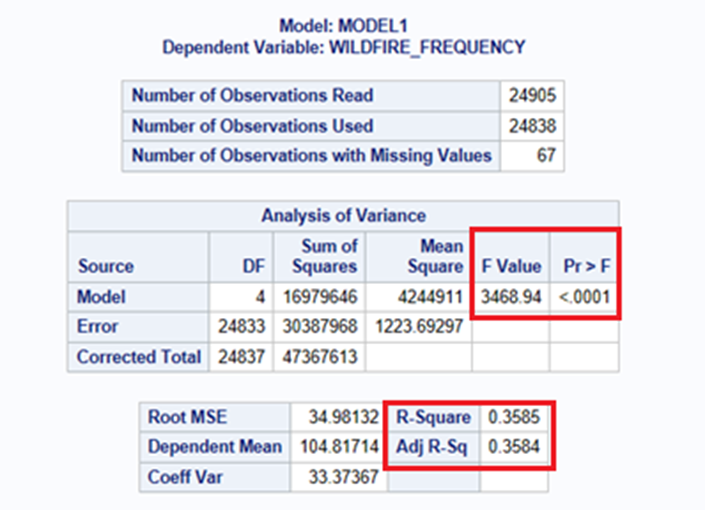 Model: MODEL1
Dependent Variable: WILDFIRE_FREQUENCY
Number of Observations Read 24905
Number of Observations Used 24838
Number of Observations with Missing Values 67
Analysis of Variance
Source DF Sum of Squares Mean Square F Value Pr > F
Model 4 16979646 4244911 3468.94 <.0001
Error 24833 30387968 1223.69297
Corrected Total 24837 47367613
Root MSE 34.98132 R-Square 0.3585
Dependent Mean 104.81714 Adj R-Sq 0.3584
Coeff Var 33.37367